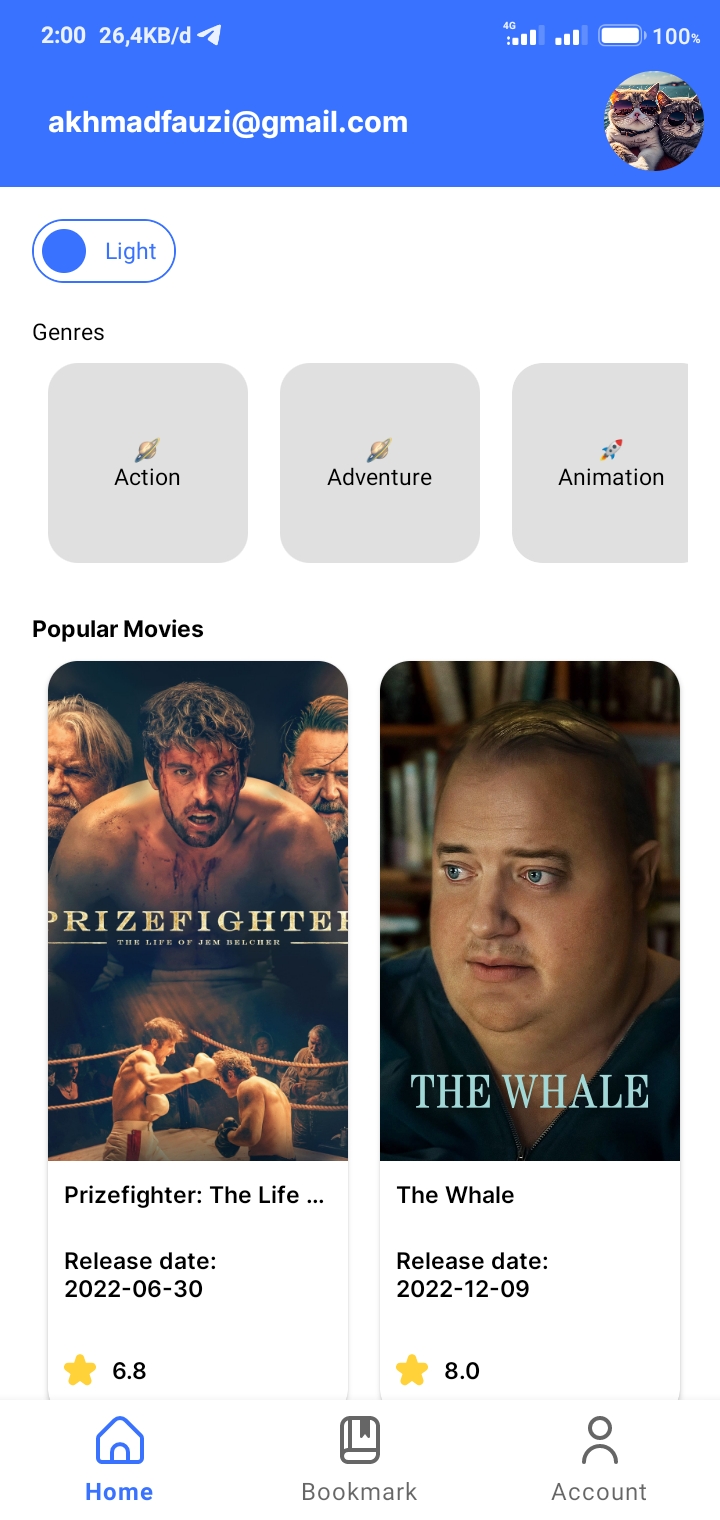 2:00 26,4KB/d 4G 100%
akhmadfauzi@gmail.com
Light
Genres
Action
Adventure
Animation
Popular Movies
PRIZEFIGHTER
THE LIFE OF JEM BELCHER
THE WHALE
Prizefighter: The Life ...
The Whale
Release date:
2022-06-30
Release date:
2022-12-09
6.8
8.0
Home
Bookmark
Account